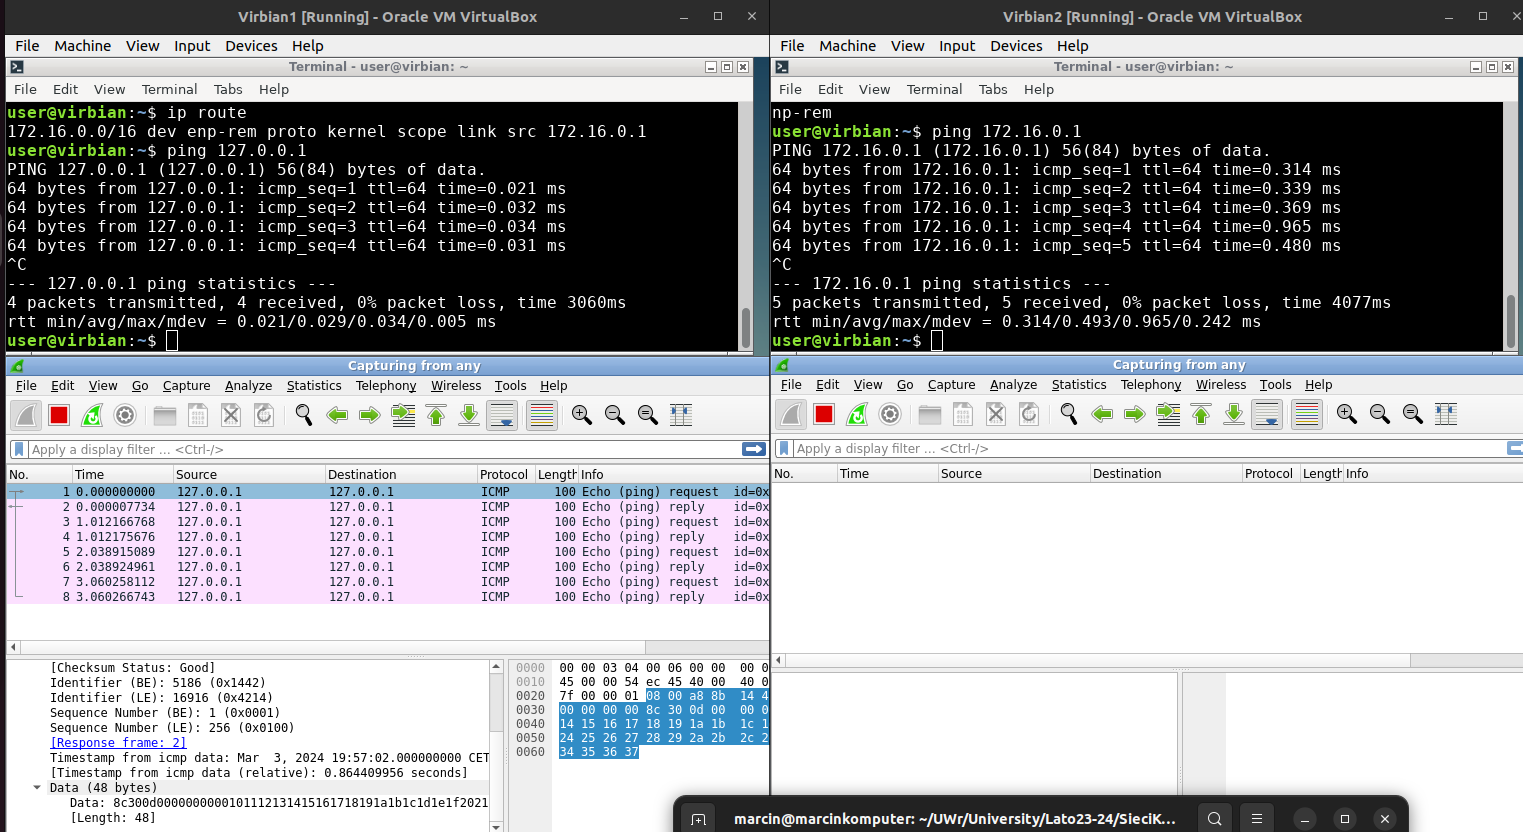 Virbian1 [Running] - Oracle VM VirtualBox
File Machine View Input Devices Help
Terminal - user@virbian: ~
File Edit View Terminal Tabs Help
user@virbian:~$ ip route
172.16.0.0/16 dev enp-rem proto kernel scope link src 172.16.0.1
user@virbian:~$ ping 127.0.0.1
PING 127.0.0.1 (127.0.0.1) 56(84) bytes of data.
64 bytes from 127.0.0.1: icmp_seq=1 ttl=64 time=0.021 ms
64 bytes from 127.0.0.1: icmp_seq=2 ttl=64 time=0.032 ms
64 bytes from 127.0.0.1: icmp_seq=3 ttl=64 time=0.034 ms
64 bytes from 127.0.0.1: icmp_seq=4 ttl=64 time=0.031 ms
^C
--- 127.0.0.1 ping statistics ---
4 packets transmitted, 4 received, 0% packet loss, time 3060ms
rtt min/avg/max/mdev = 0.021/0.029/0.034/0.005 ms
user@virbian:~$
Capturing from any
File Edit View Go Capture Analyze Statistics Telephony Wireless Tools Help
Apply a display filter ... <Ctrl-/>
No. Time Source Destination Protocol Length Info
1 0.000000000 127.0.0.1 127.0.0.1 ICMP 100 Echo (ping) request id=0x
2 0.000007734 127.0.0.1 127.0.0.1 ICMP 100 Echo (ping) reply id=0x
3 1.012166768 127.0.0.1 127.0.0.1 ICMP 100 Echo (ping) request id=0x
4 1.012175676 127.0.0.1 127.0.0.1 ICMP 100 Echo (ping) reply id=0x
5 2.038915089 127.0.0.1 127.0.0.1 ICMP 100 Echo (ping) request id=0x
6 2.038924961 127.0.0.1 127.0.0.1 ICMP 100 Echo (ping) reply id=0x
7 3.060258112 127.0.0.1 127.0.0.1 ICMP 100 Echo (ping) request id=0x
8 3.060266743 127.0.0.1 127.0.0.1 ICMP 100 Echo (ping) reply id=0x
[Checksum Status: Good]
Identifier (BE): 5186 (0x1442)
Identifier (LE): 16916 (0x4214)
Sequence Number (BE): 1 (0x0001)
Sequence Number (LE): 256 (0x0100)
[Response frame: 2]
Timestamp from icmp data: Mar  3, 2024 19:57:02.000000000 CET
[Timestamp from icmp data (relative): 0.864409956 seconds]
Data (48 bytes)
Data: 8c300d0000000000101112131415161718191a1b1c1d1e1f2021
[Length: 48]
0000 00 00 03 04 00 06 00 00 00 0
0010 45 00 00 54 ec 45 40 00 40 0
0020 7f 00 00 01 08 00 a8 8b 14 4
0030 00 00 00 00 8c 30 0d 00 00 0
0040 14 15 16 17 18 19 1a 1b 1c 1
0050 24 25 26 27 28 29 2a 2b 2c 2
0060 34 35 36 37
Virbian2 [Running] - Oracle VM VirtualBox
File Machine View Input Devices Help
Terminal - user@virbian: ~
File Edit View Terminal Tabs Help
np-rem
user@virbian:~$ ping 172.16.0.1
PING 172.16.0.1 (172.16.0.1) 56(84) bytes of data.
64 bytes from 172.16.0.1: icmp_seq=1 ttl=64 time=0.314 ms
64 bytes from 172.16.0.1: icmp_seq=2 ttl=64 time=0.339 ms
64 bytes from 172.16.0.1: icmp_seq=3 ttl=64 time=0.369 ms
64 bytes from 172.16.0.1: icmp_seq=4 ttl=64 time=0.965 ms
64 bytes from 172.16.0.1: icmp_seq=5 ttl=64 time=0.480 ms
^C
--- 172.16.0.1 ping statistics ---
5 packets transmitted, 5 received, 0% packet loss, time 4077ms
rtt min/avg/max/mdev = 0.314/0.493/0.965/0.242 ms
user@virbian:~$
Capturing from any
File Edit View Go Capture Analyze Statistics Telephony Wireless Tools Help
Apply a display filter ... <Ctrl-/>
No. Time Source Destination Protocol Length Info
marcin@marcinkomputer: ~/UWr/University/Lato23-24/SieciK...